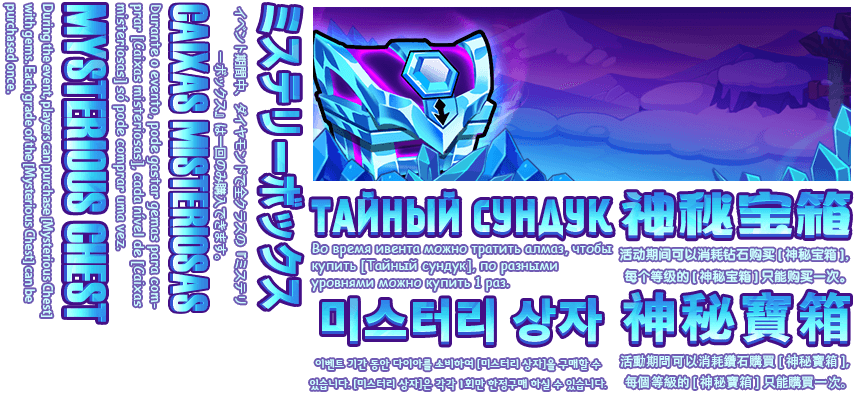 MYSTERIOUS CHEST
During the event, players can purchase [Mysterious Chest]
with gems. Each grade of the [Mysterious Chest] can be
purchased once.
CAIXAS MSTERIOSAS
Durante o evento, pode gastar gemas para com-
prar [Caixas misteriosas], cada nível de [Caixas
misteriosas] só pode comprar uma vez.
ミステリーボックス
イベント期間中、ダイヤモンドで全クラスの『ミステリ
ーボックス』は一回のみ購入できます。
ТАЙНЫЙ СУНДУК
Во время ивента можно тратить алмаз, чтобы
купить [Тайный сундук], по разными
уровнями можно купить 1 раз.
神秘宝箱
活动期间可以消耗钻石购买 [ 神秘宝箱 ],
每个等级的 [ 神秘宝箱 ] 只能购买一次。
미스터리 상자
이벤트 기간 동안 다이아를 소비하여 [미스터리 상자]을 구매할 수
있습니다. [미스터리 상자]은 각각 1회만 한정구매 하실 수 있습니다.
神秘寶箱
活動期間可以消耗鑽石購買 [ 神秘寶箱 ],
每個等級的 [ 神秘寶箱 ] 只能購買一次。